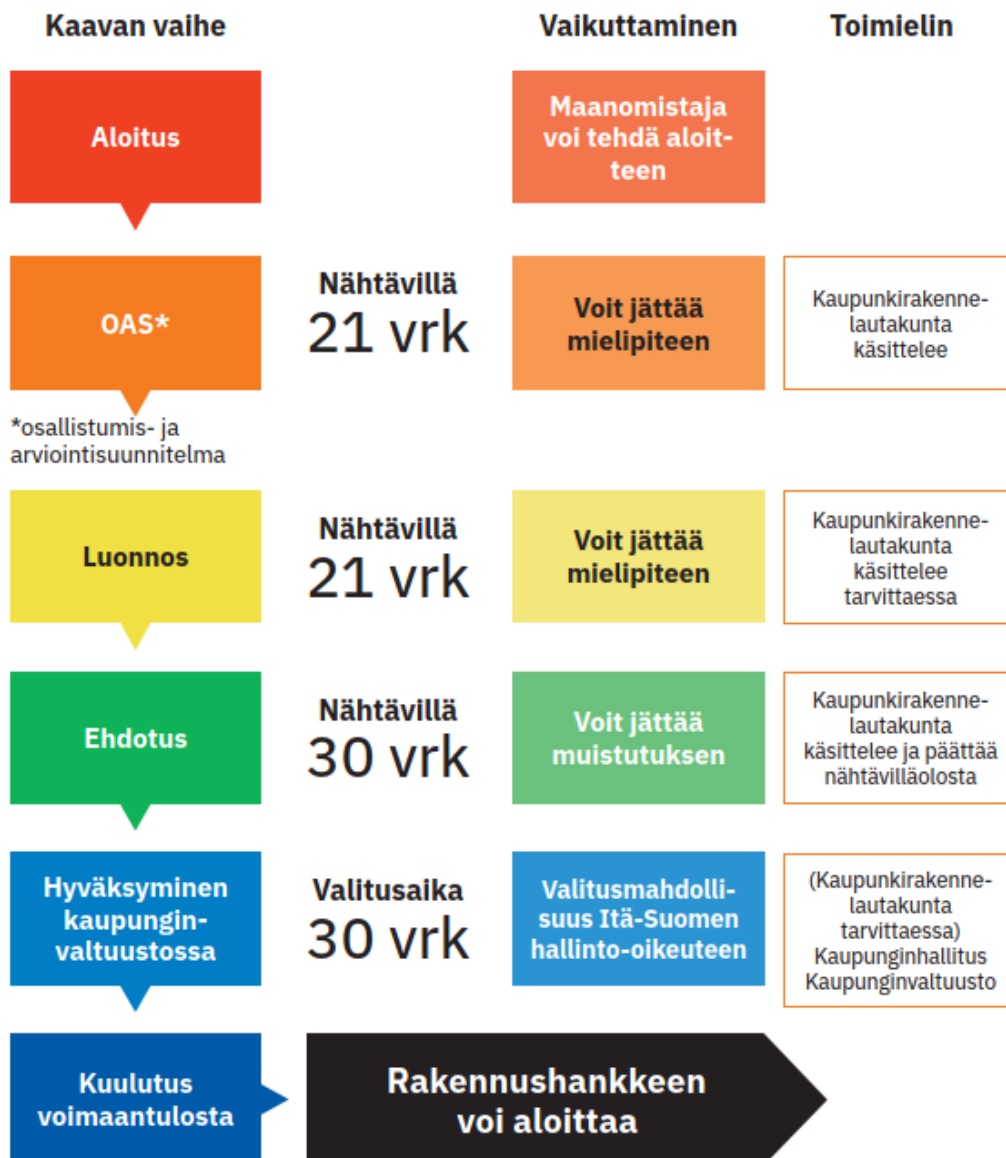 Kaavan vaihe
Vaikuttaminen
Toimielin
Aloitus
Maanomistaja
voi tehdä aloit-
teen
OAS*
Nähtävillä
21 vrk
Voit jättää
mielipiteen
Kaupunkirakenne-
lautakunta
käsittelee
*osallistumis- ja
arviointisuunnitelma
Luonnos
Nähtävillä
21 vrk
Voit jättää
mielipiteen
Kaupunkirakenne-
lautakunta
käsittelee
tarvittaessa
Ehdotus
Nähtävillä
30 vrk
Voit jättää
muistutuksen
Kaupunkirakenne-
lautakunta
käsittelee ja päättää
nähtävilläolosta
Hyväksyminen
kaupungin-
valtuustossa
Valitusaika
30 vrk
Valitusmahdolli-
suus Itä-Suomen
hallinto-oikeuteen
(Kaupunkirakenne-
lautakunta
tarvittaessa)
Kaupunginhallitus
Kaupunginvaltuusto
Kuulutus
voimaantulosta
Rakennushankkeen
voi aloittaa